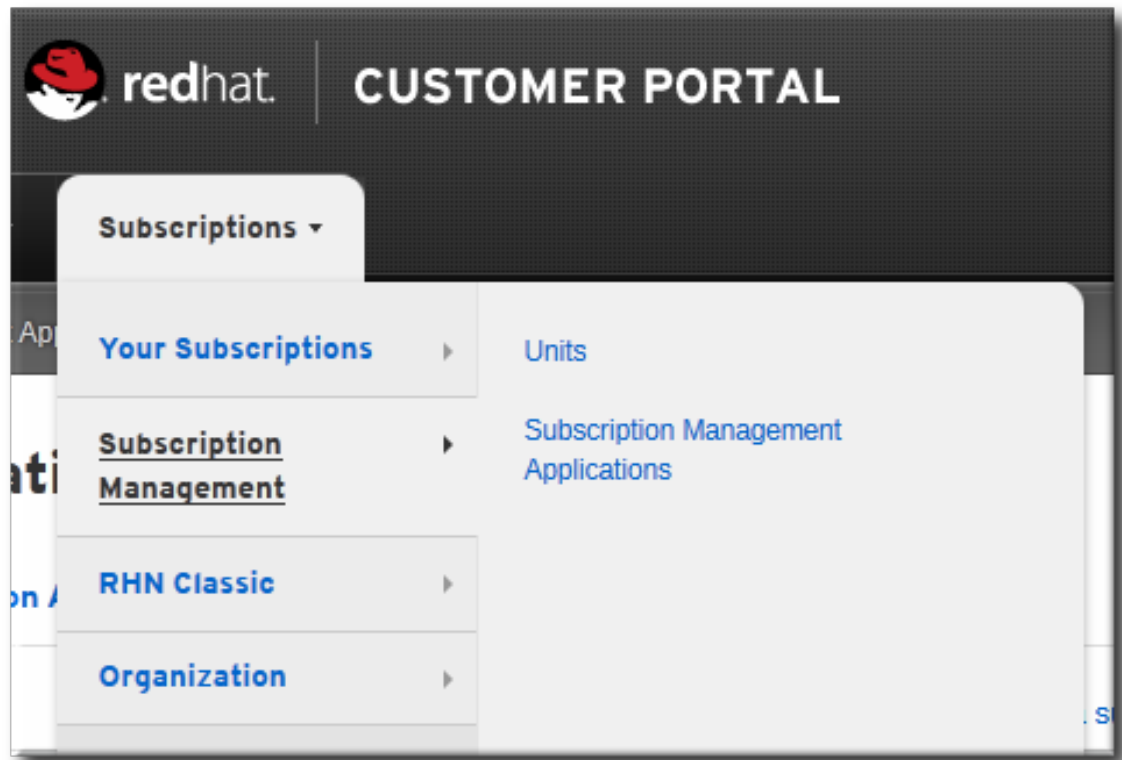 redhat.
CUSTOMER PORTAL
Subscriptions
Your Subscriptions
Units
Subscription
Management
Subscription Management
Applications
RHN Classic
Organization